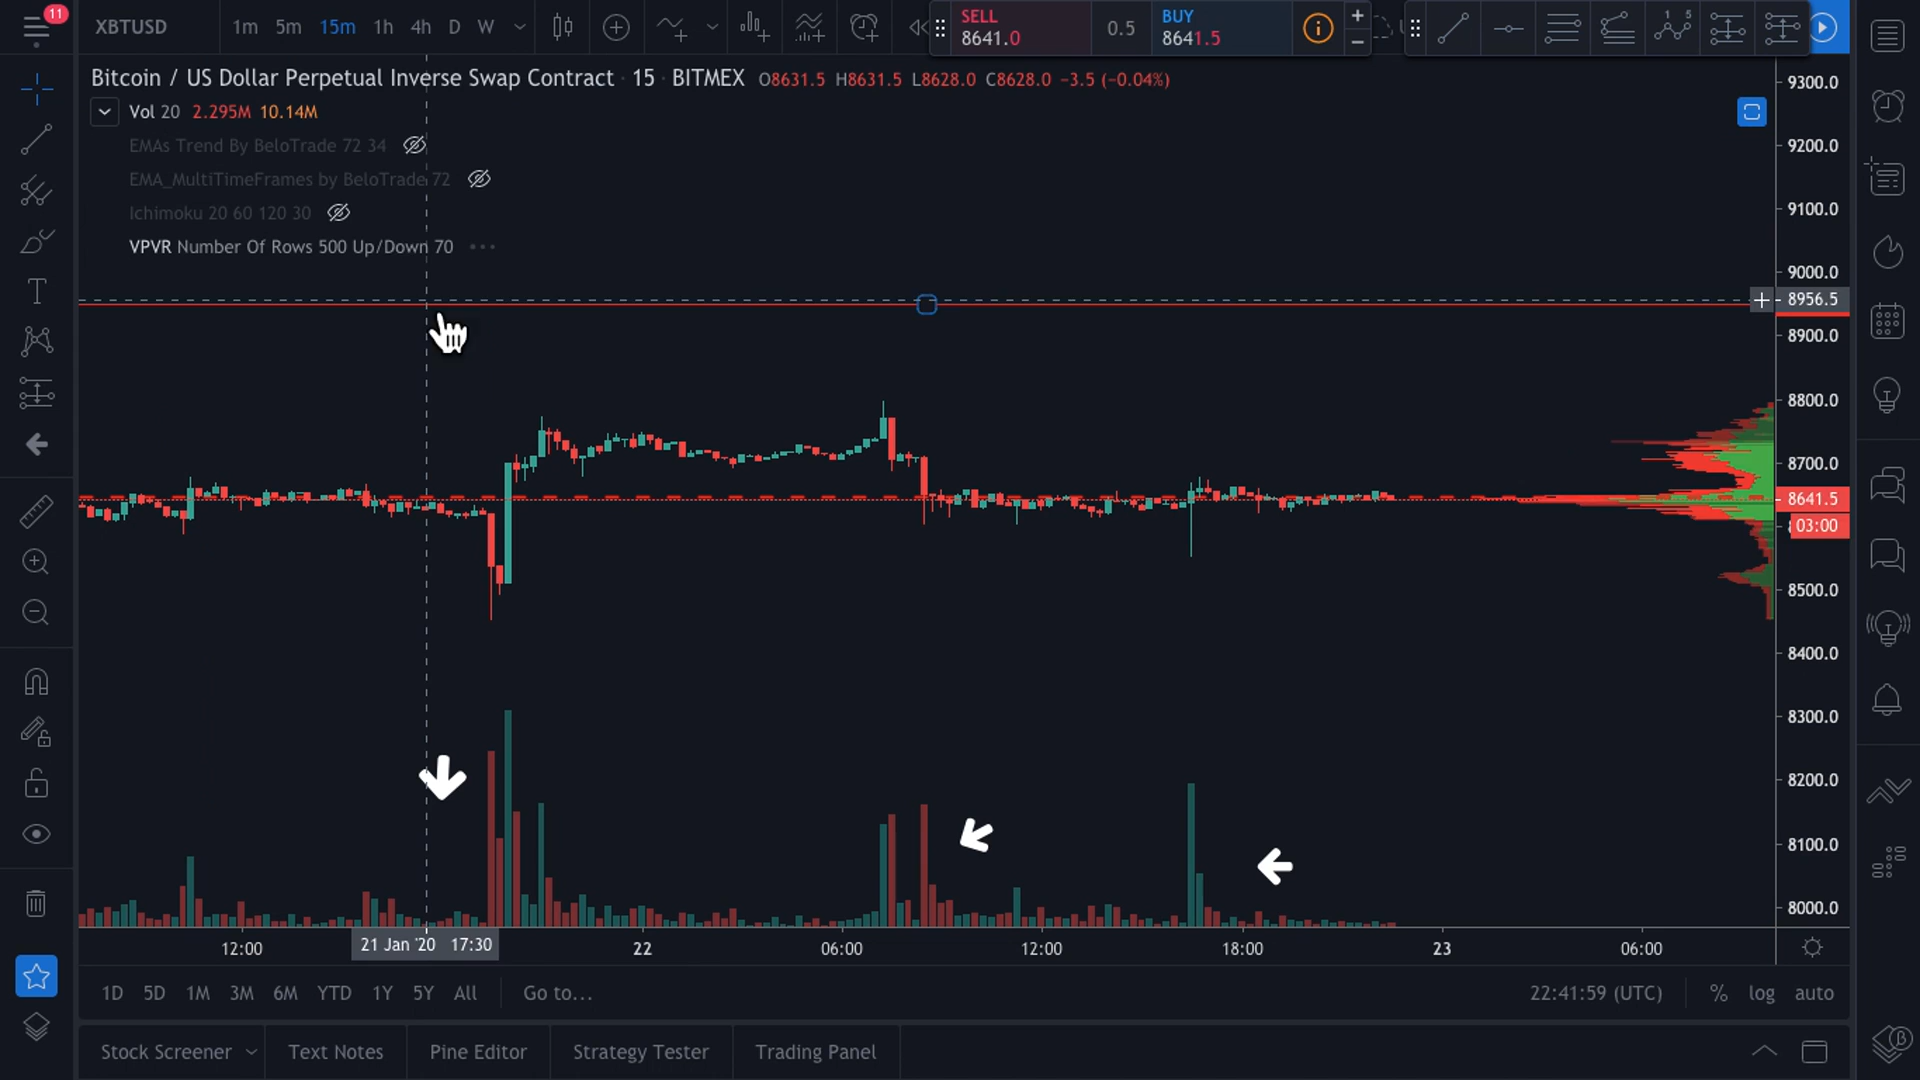 11
XBTUSD
1m 5m 15m 1h 4h D W
SELL
8641.0
0.5
BUY
8641.5
1 5
Bitcoin / US Dollar Perpetual Inverse Swap Contract · 15 · BITMEX O8631.5 H8631.5 L8628.0 C8628.0 −3.5 (−0.04%)
Vol 20 2.295M 10.14M
EMAs Trend By BeloTrade 72 34
EMA_MultiTimeFrames by BeloTrade 72
Ichimoku 20 60 120 30
VPVR Number Of Rows 500 Up/Down 70
9300.0
9200.0
9100.0
9000.0
8956.5
8900.0
8800.0
8700.0
8641.5
03:00
8500.0
8400.0
8300.0
8200.0
8100.0
8000.0
12:00 21 Jan '20 17:30 22 06:00 12:00 18:00 23 06:00
1D 5D 1M 3M 6M YTD 1Y 5Y All Go to... 22:41:59 (UTC) % log auto
Stock Screener Text Notes Pine Editor Strategy Tester Trading Panel
β